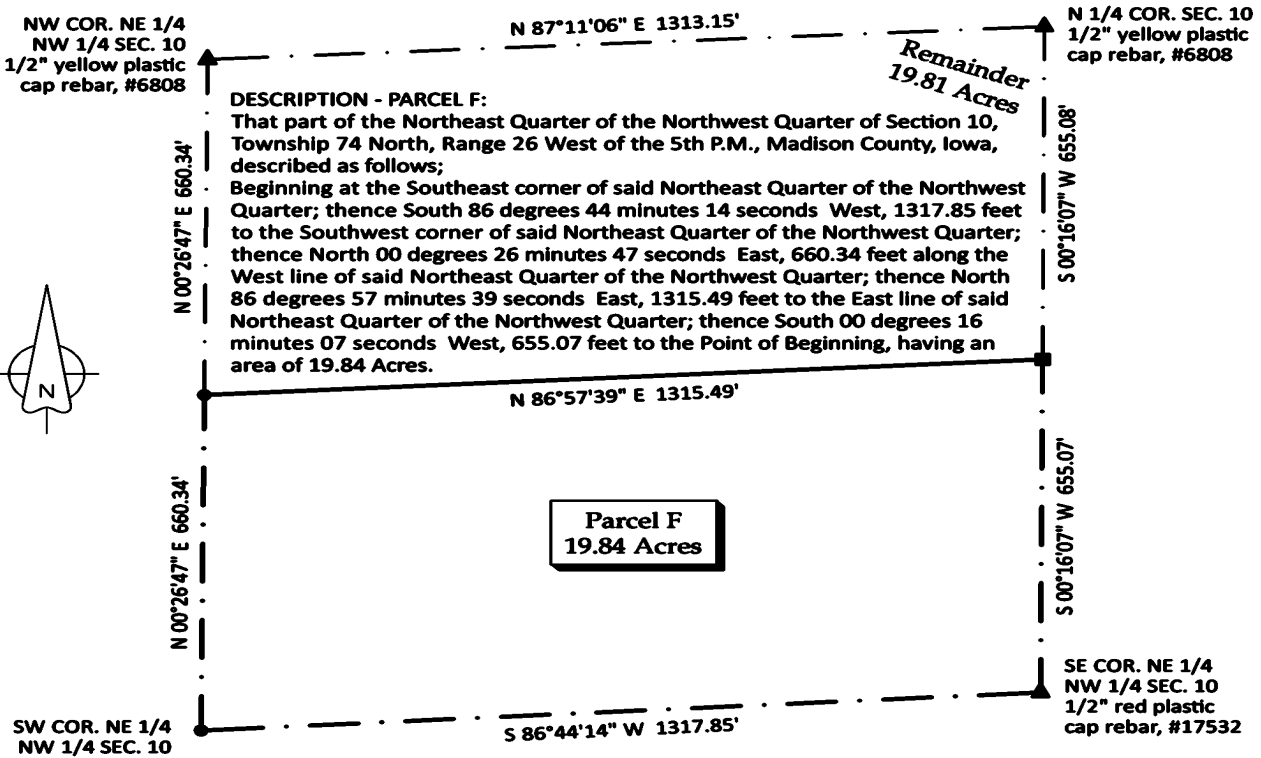 NW COR. NE 1/4
NW 1/4 SEC. 10
1/2" yellow plastic
cap rebar, #6808
N 87°11'06" E 1313.15'
N 1/4 COR. SEC. 10
1/2" yellow plastic
cap rebar, #6808
Remainder
19.81 Acres
N 00°26'47" E 660.34'
S 00°16'07" W 655.08'
DESCRIPTION - PARCEL F:
That part of the Northeast Quarter of the Northwest Quarter of Section 10,
Township 74 North, Range 26 West of the 5th P.M., Madison County, Iowa,
described as follows;
Beginning at the Southeast corner of said Northeast Quarter of the Northwest
Quarter; thence South 86 degrees 44 minutes 14 seconds West, 1317.85 feet
to the Southwest corner of said Northeast Quarter of the Northwest Quarter;
thence North 00 degrees 26 minutes 47 seconds East, 660.34 feet along the
West line of said Northeast Quarter of the Northwest Quarter; thence North
86 degrees 57 minutes 39 seconds East, 1315.49 feet to the East line of said
Northeast Quarter of the Northwest Quarter; thence South 00 degrees 16
minutes 07 seconds West, 655.07 feet to the Point of Beginning, having an
area of 19.84 Acres.
N
N 86°57'39" E 1315.49'
N 00°26'47" E 660.34'
S 00°16'07" W 655.07'
Parcel F
19.84 Acres
SE COR. NE 1/4
NW 1/4 SEC. 10
1/2" red plastic
cap rebar, #17532
SW COR. NE 1/4
NW 1/4 SEC. 10
S 86°44'14" W 1317.85'